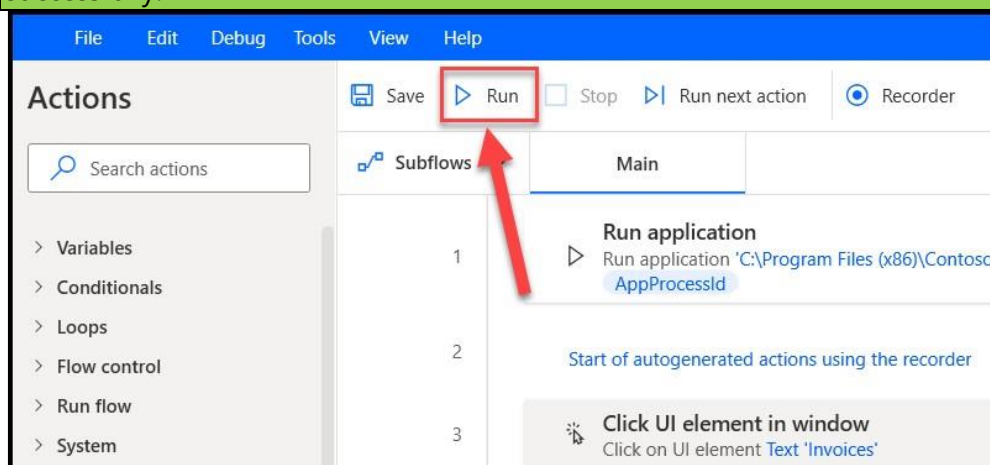 File Edit Debug Tools View Help
Actions
Save Run Stop Run next action Recorder
Search actions
Subflows Main
Variables
Conditionals
Loops
Flow control
Run flow
System
1
Run application
Run application 'C:\Program Files (x86)\Contoso
AppProcessId
2
Start of autogenerated actions using the recorder
3
Click UI element in window
Click on UI element Text 'Invoices'